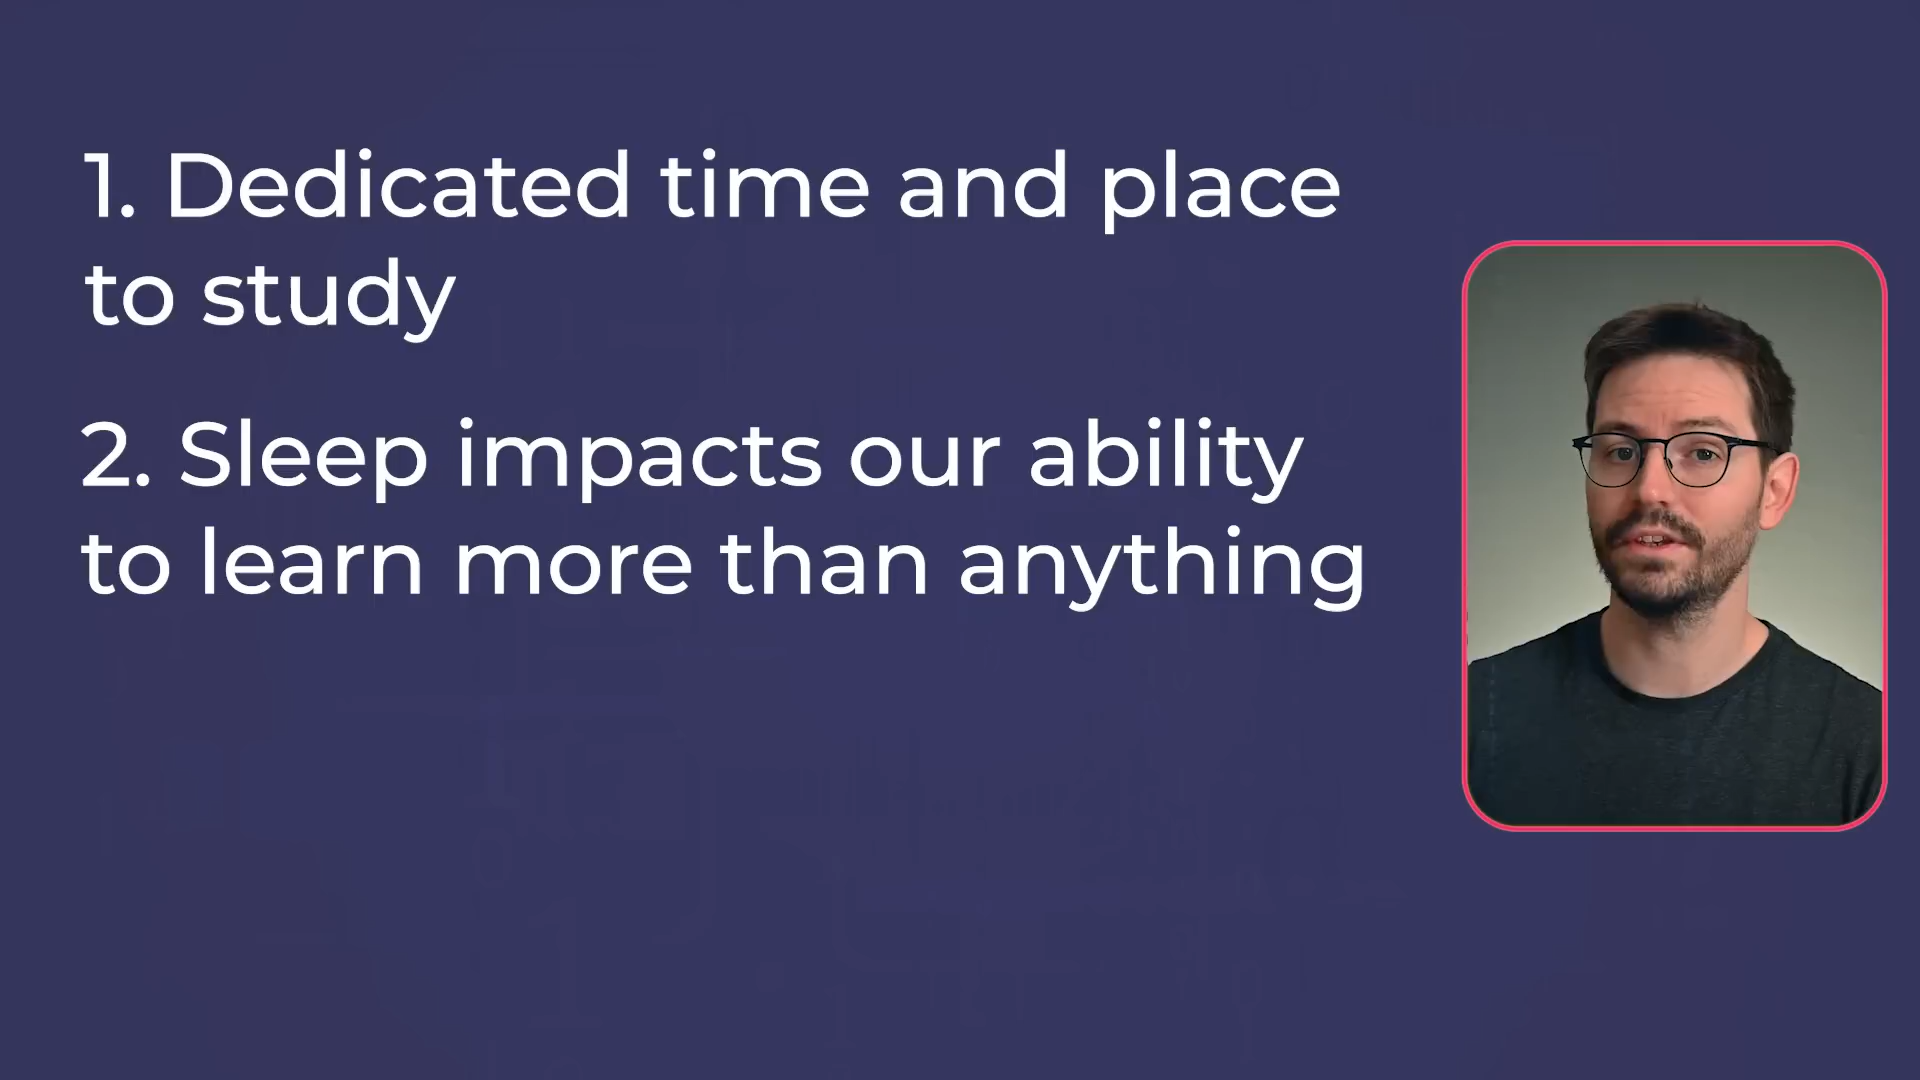 1. Dedicated time and place
to study
2. Sleep impacts our ability
to learn more than anything